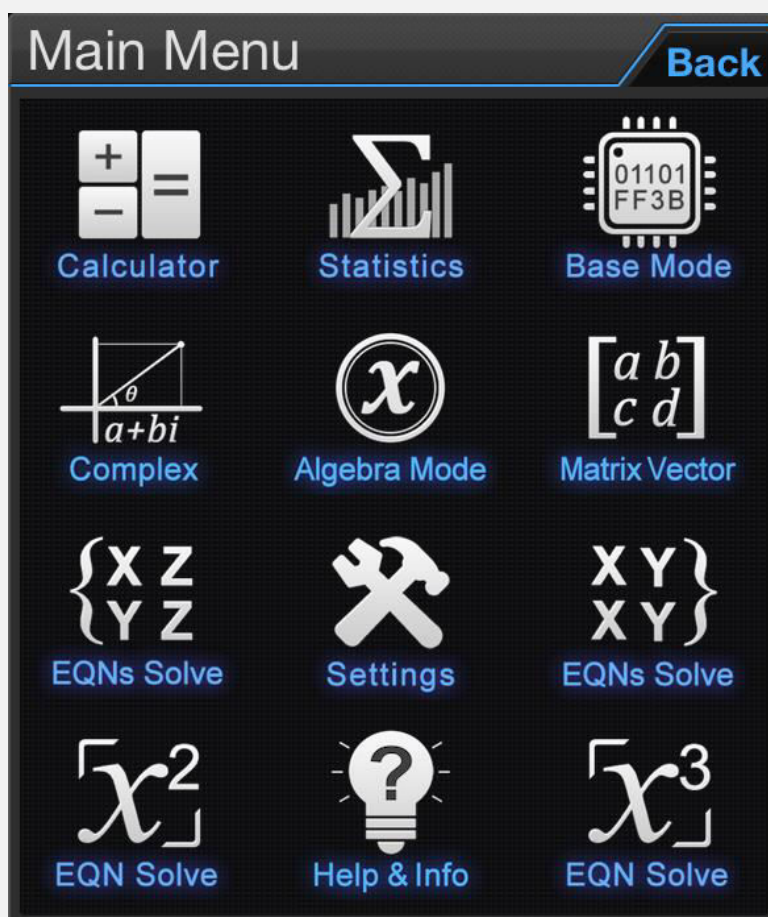 Main Menu
Back
+ =
−
Calculator
Σ
Statistics
01101
FF3B
Base Mode
θ
a+bi
Complex
x
Algebra Mode
a b
c d
Matrix Vector
{X Z
Y Z
EQNs Solve
Settings
X Y}
X Y
EQNs Solve
x²
EQN Solve
?
Help & Info
x³
EQN Solve